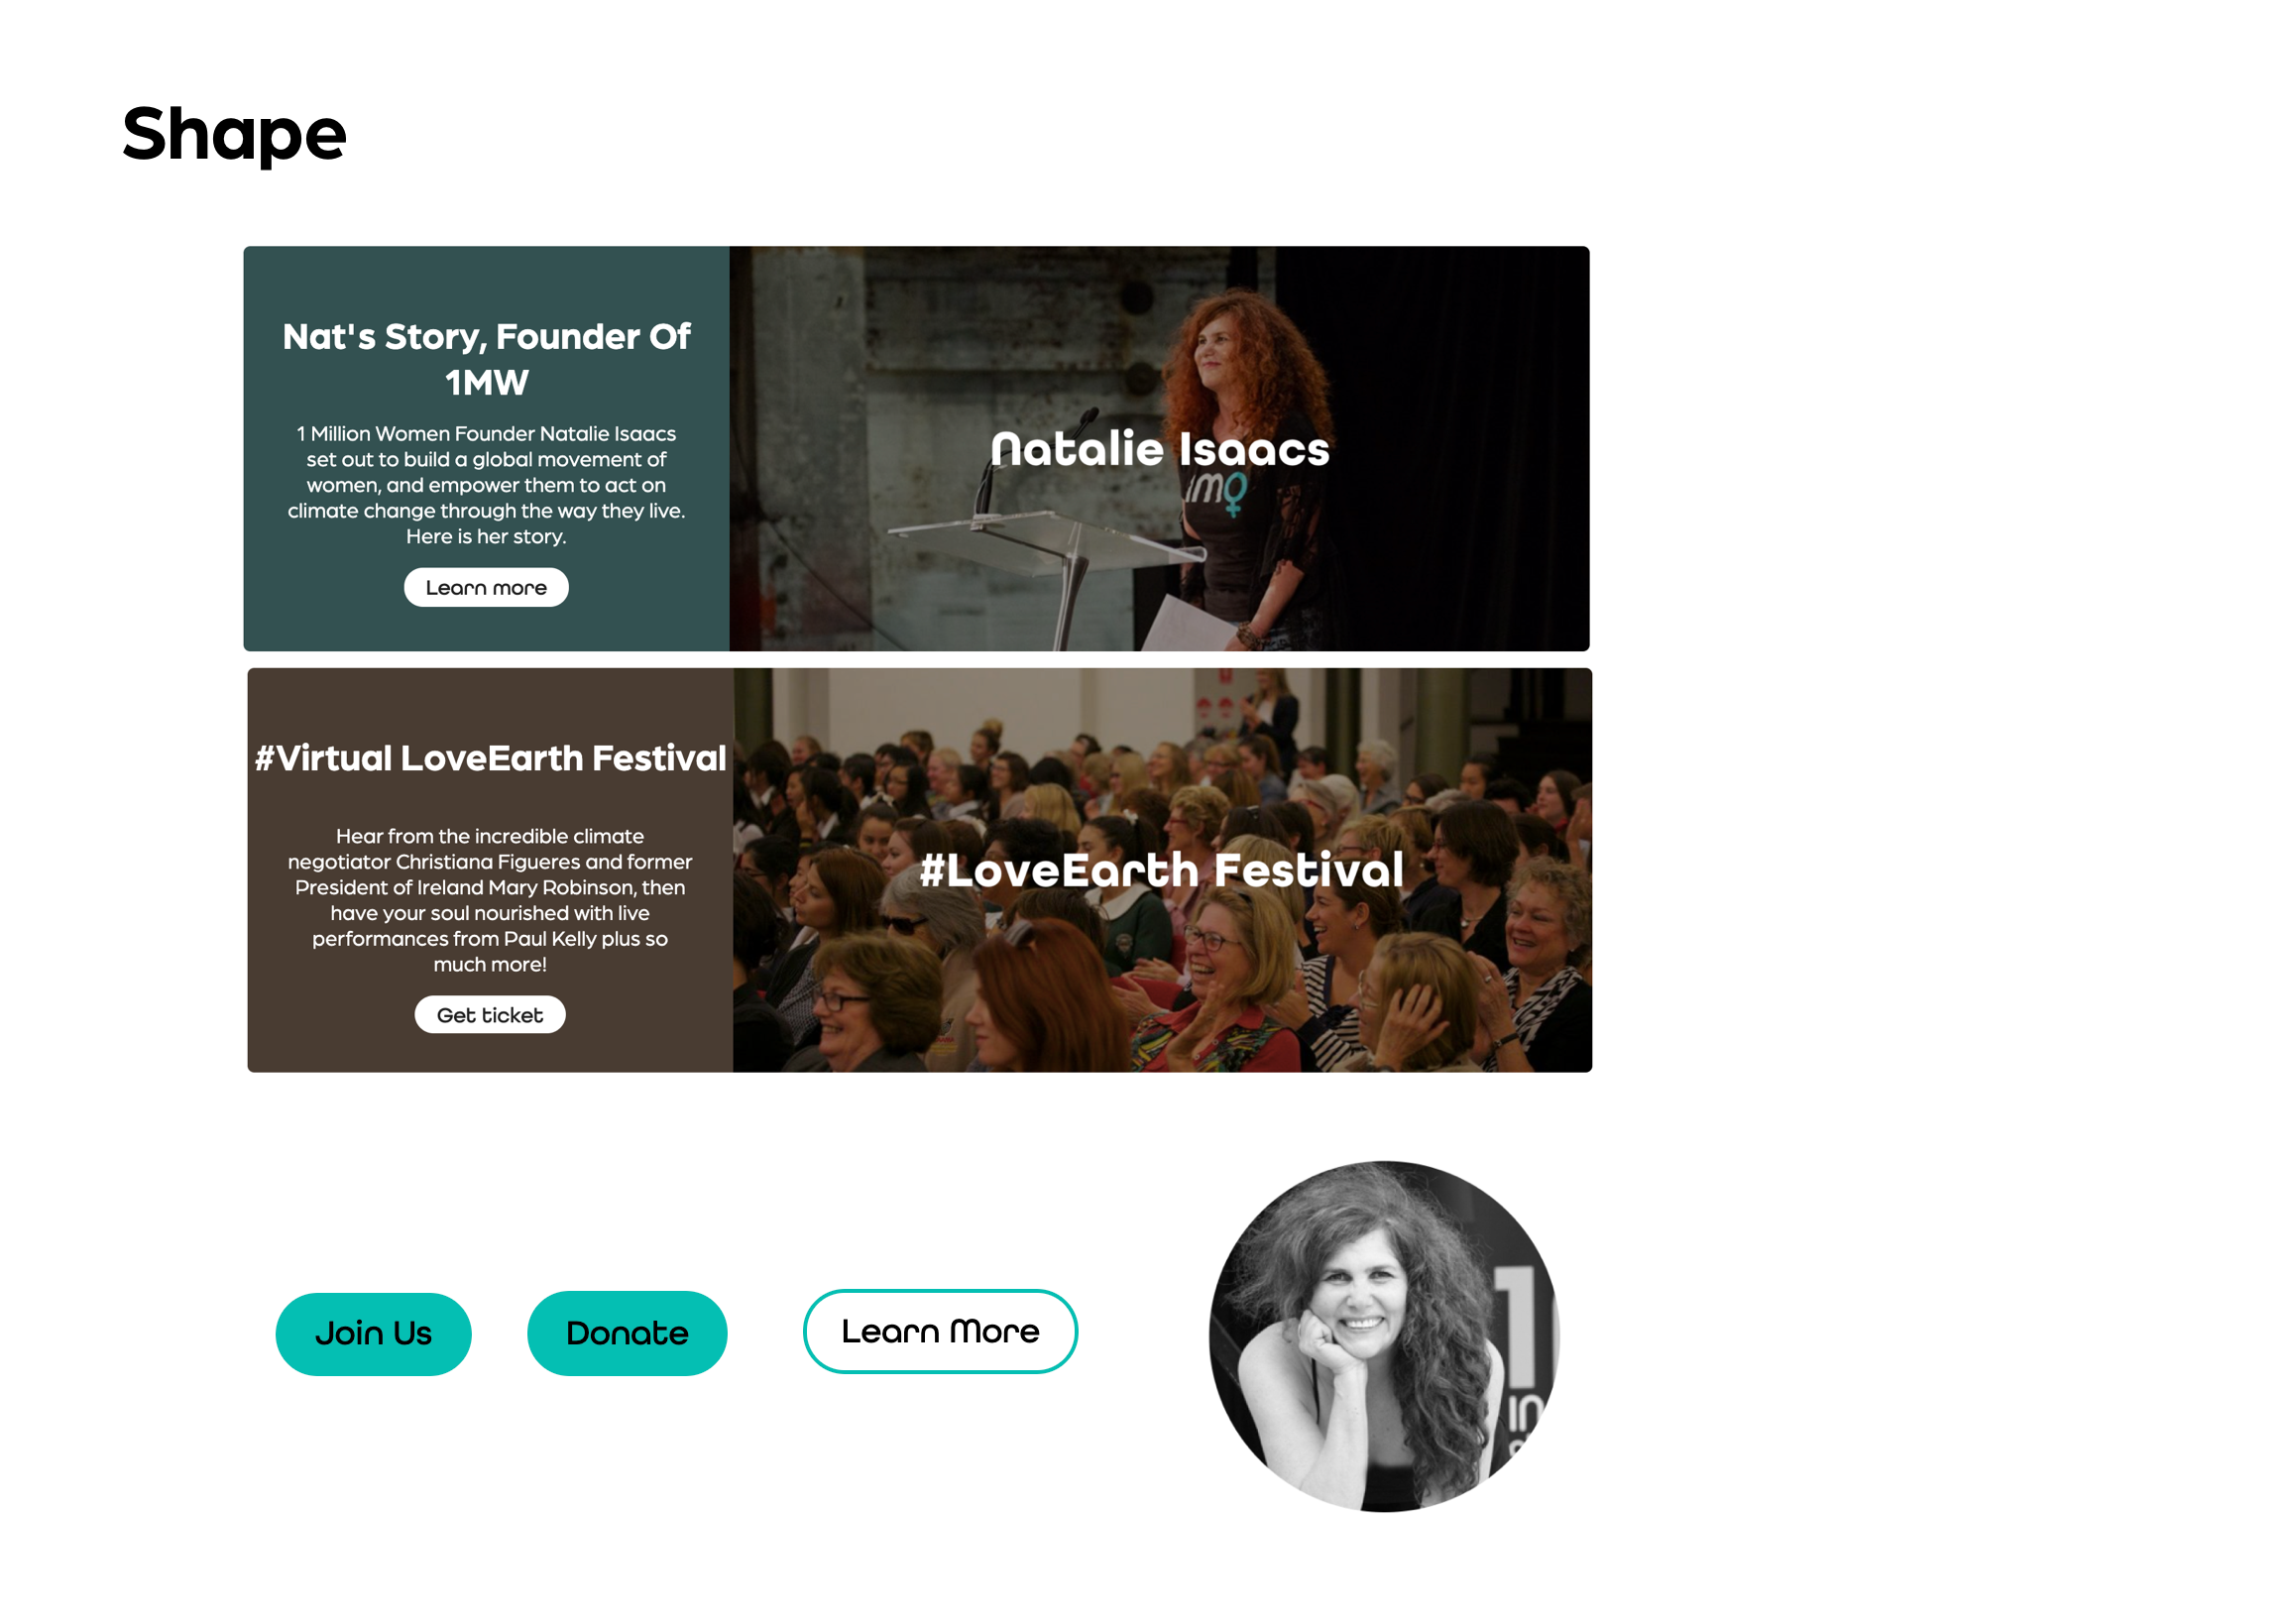 Shape
Nat's Story, Founder Of
1MW
1 Million Women Founder Natalie Isaacs
set out to build a global movement of
women, and empower them to act on
climate change through the way they live.
Here is her story.
Learn more
Natalie Isaacs
1m
#Virtual LoveEarth Festival
Hear from the incredible climate
negotiator Christiana Figueres and former
President of Ireland Mary Robinson, then
have your soul nourished with live
performances from Paul Kelly plus so
much more!
Get ticket
#LoveEarth Festival
Join Us
Donate
Learn More
1